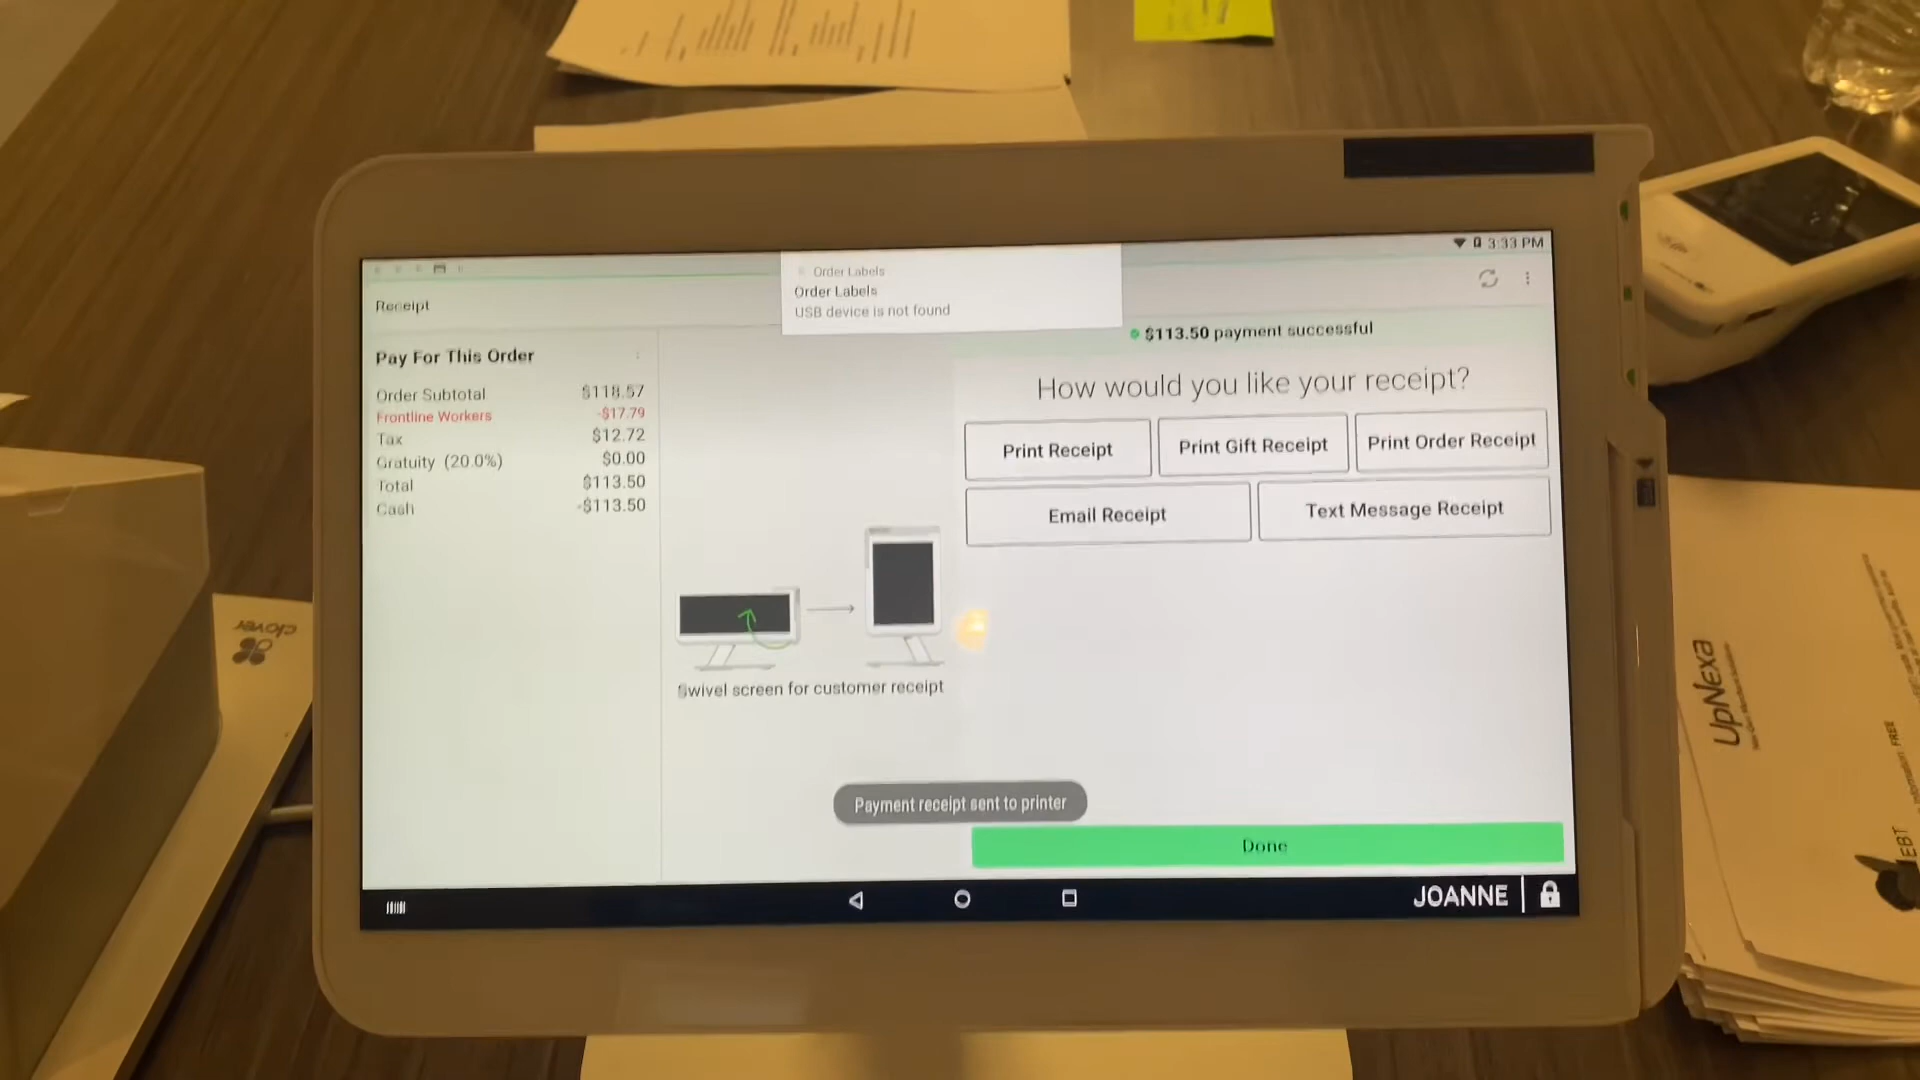 3:33 PM
Order Labels
Order Labels
USB device is not found
Receipt
$113.50 payment successful
Pay For This Order
Order Subtotal $118.57
Frontline Workers -$17.79
Tax $12.72
Gratuity (20.0%) $0.00
Total $113.50
Cash -$113.50
How would you like your receipt?
Print Receipt
Print Gift Receipt
Print Order Receipt
Email Receipt
Text Message Receipt
Swivel screen for customer receipt
Payment receipt sent to printer
Done
JOANNE
clover
UpNexa
EBT
Information: FREE